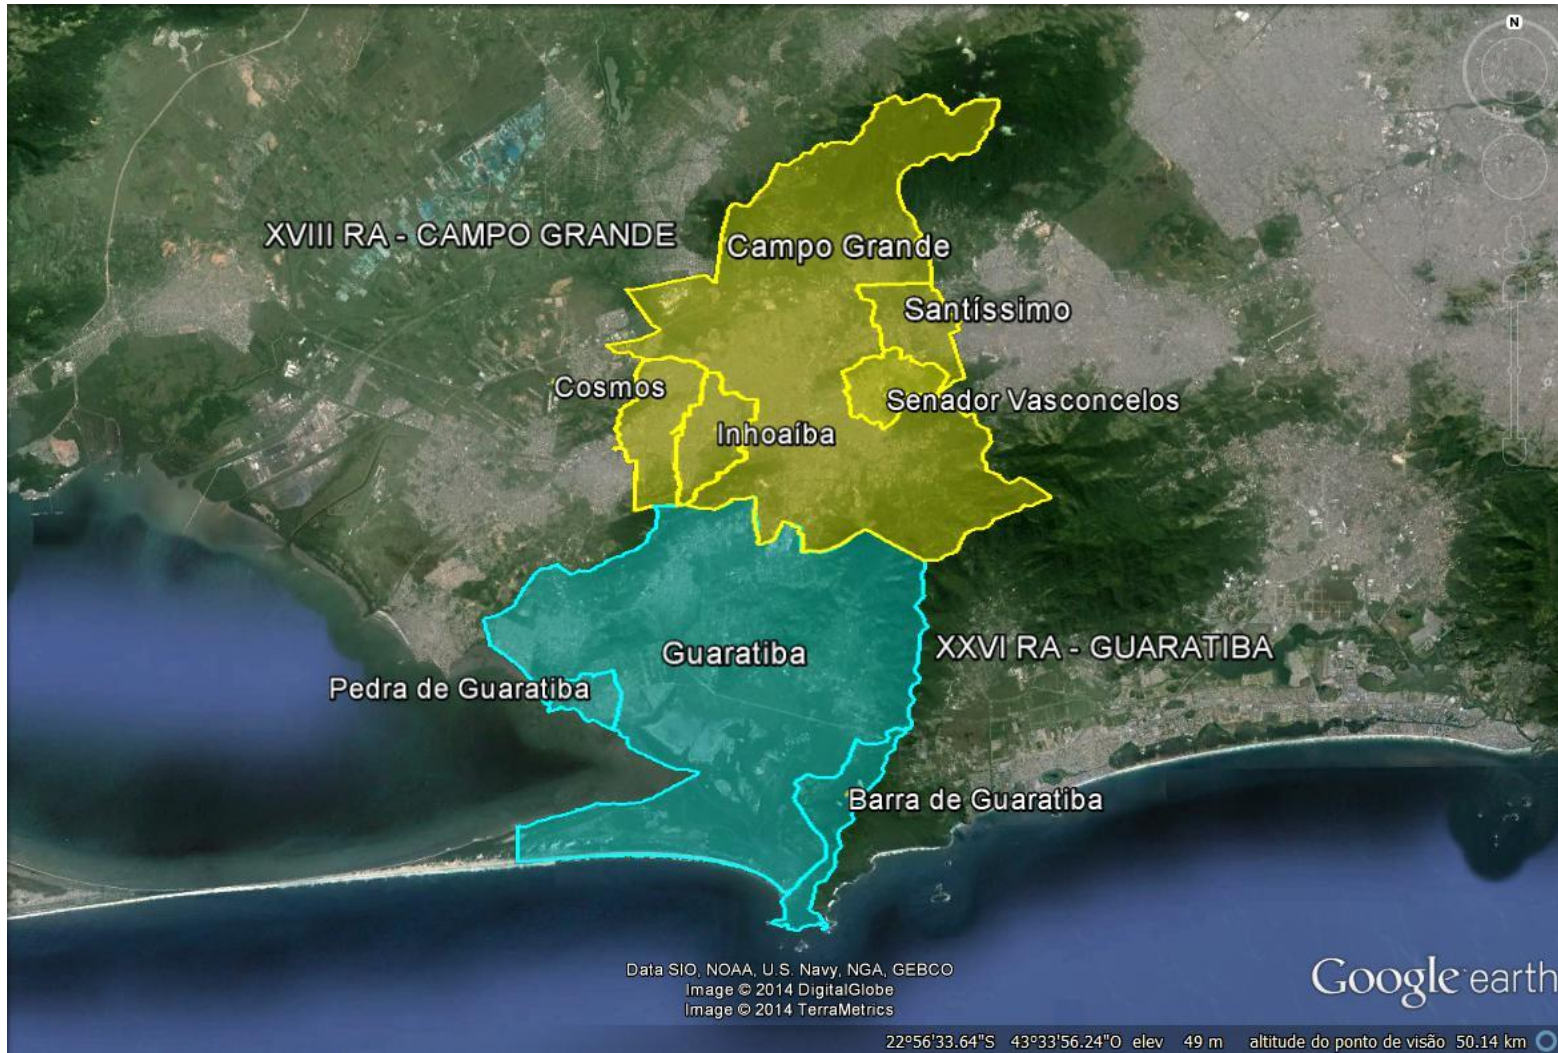 N
XVIII RA - CAMPO GRANDE
Campo Grande
Santíssimo
Cosmos
Senador Vasconcelos
Inhoaíba
Guaratiba
XXVI RA - GUARATIBA
Pedra de Guaratiba
Barra de Guaratiba
Data SIO, NOAA, U.S. Navy, NGA, GEBCO
Image © 2014 DigitalGlobe
Image © 2014 TerraMetrics
Google earth
22°56'33.64"S 43°33'56.24"O elev 49 m altitude do ponto de visão 50.14 km